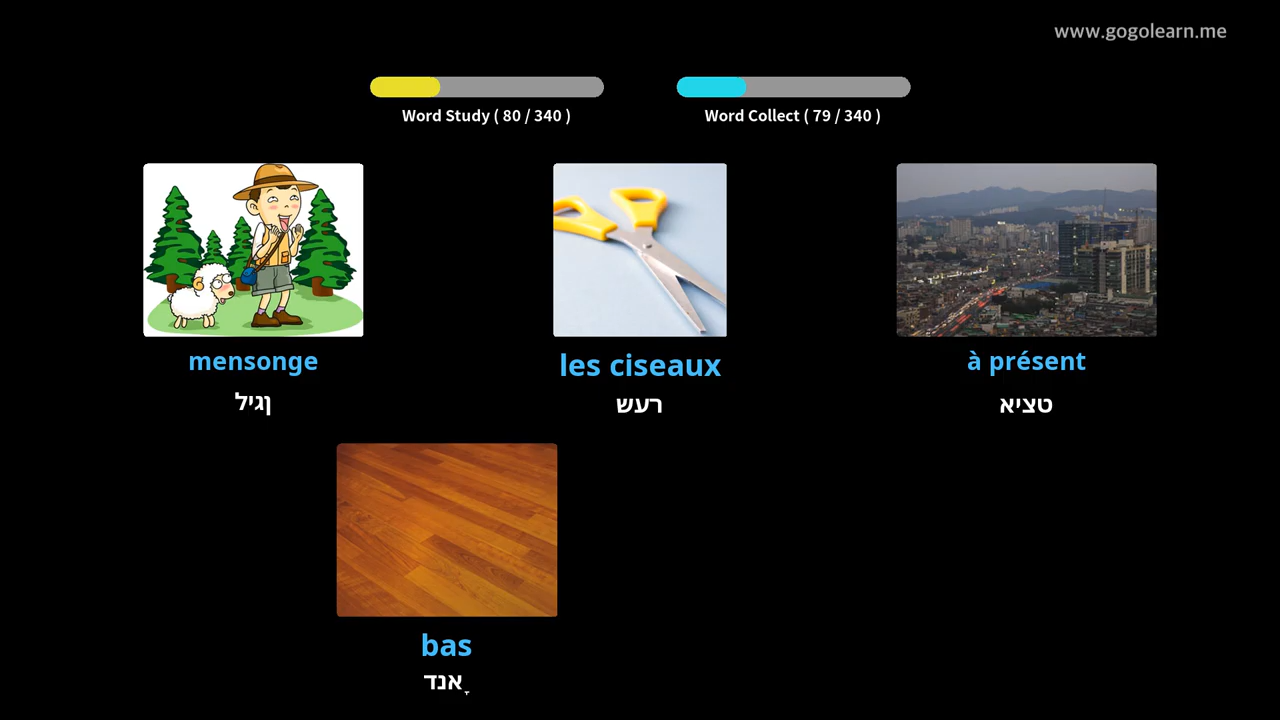 www.gogolearn.me
Word Study ( 80 / 340 )
Word Collect ( 79 / 340 )
mensonge
ןגיל
les ciseaux
רעש
à présent
טציא
bas
ָאנד